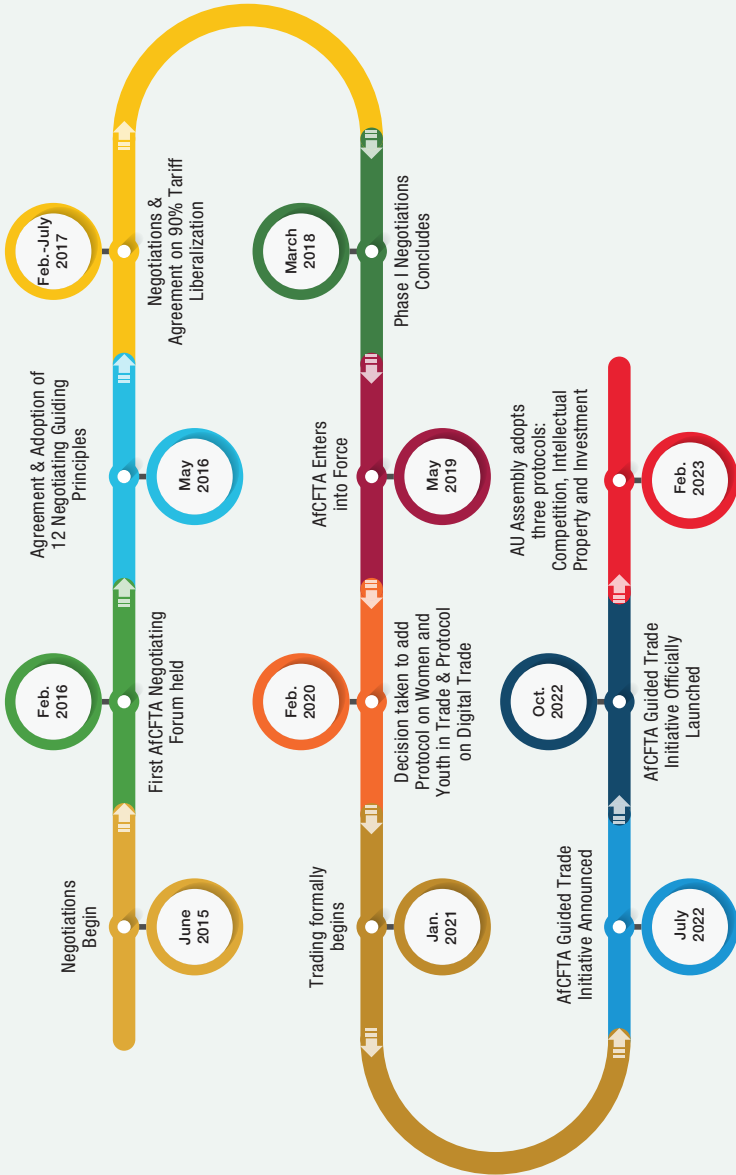 Negotiations
Begin
June
2015
Feb.
2016
First AfCFTA Negotiating
Forum held
Agreement & Adoption of
12 Negotiating Guiding
Principles
May
2016
Feb.-July
2017
Negotiations &
Agreement on 90% Tariff
Liberalization
March
2018
Phase I Negotiations
Concludes
AfCFTA Enters
into Force
May
2019
Feb.
2020
Decision taken to add
Protocol on Women and
Youth in Trade & Protocol
on Digital Trade
Trading formally
begins
Jan.
2021
AfCFTA Guided Trade
Initiative Announced
July
2022
Oct.
2022
AfCFTA Guided Trade
Initiative Officially
Launched
AU Assembly adopts
three protocols:
Competition, Intellectual
Property and Investment
Feb.
2023